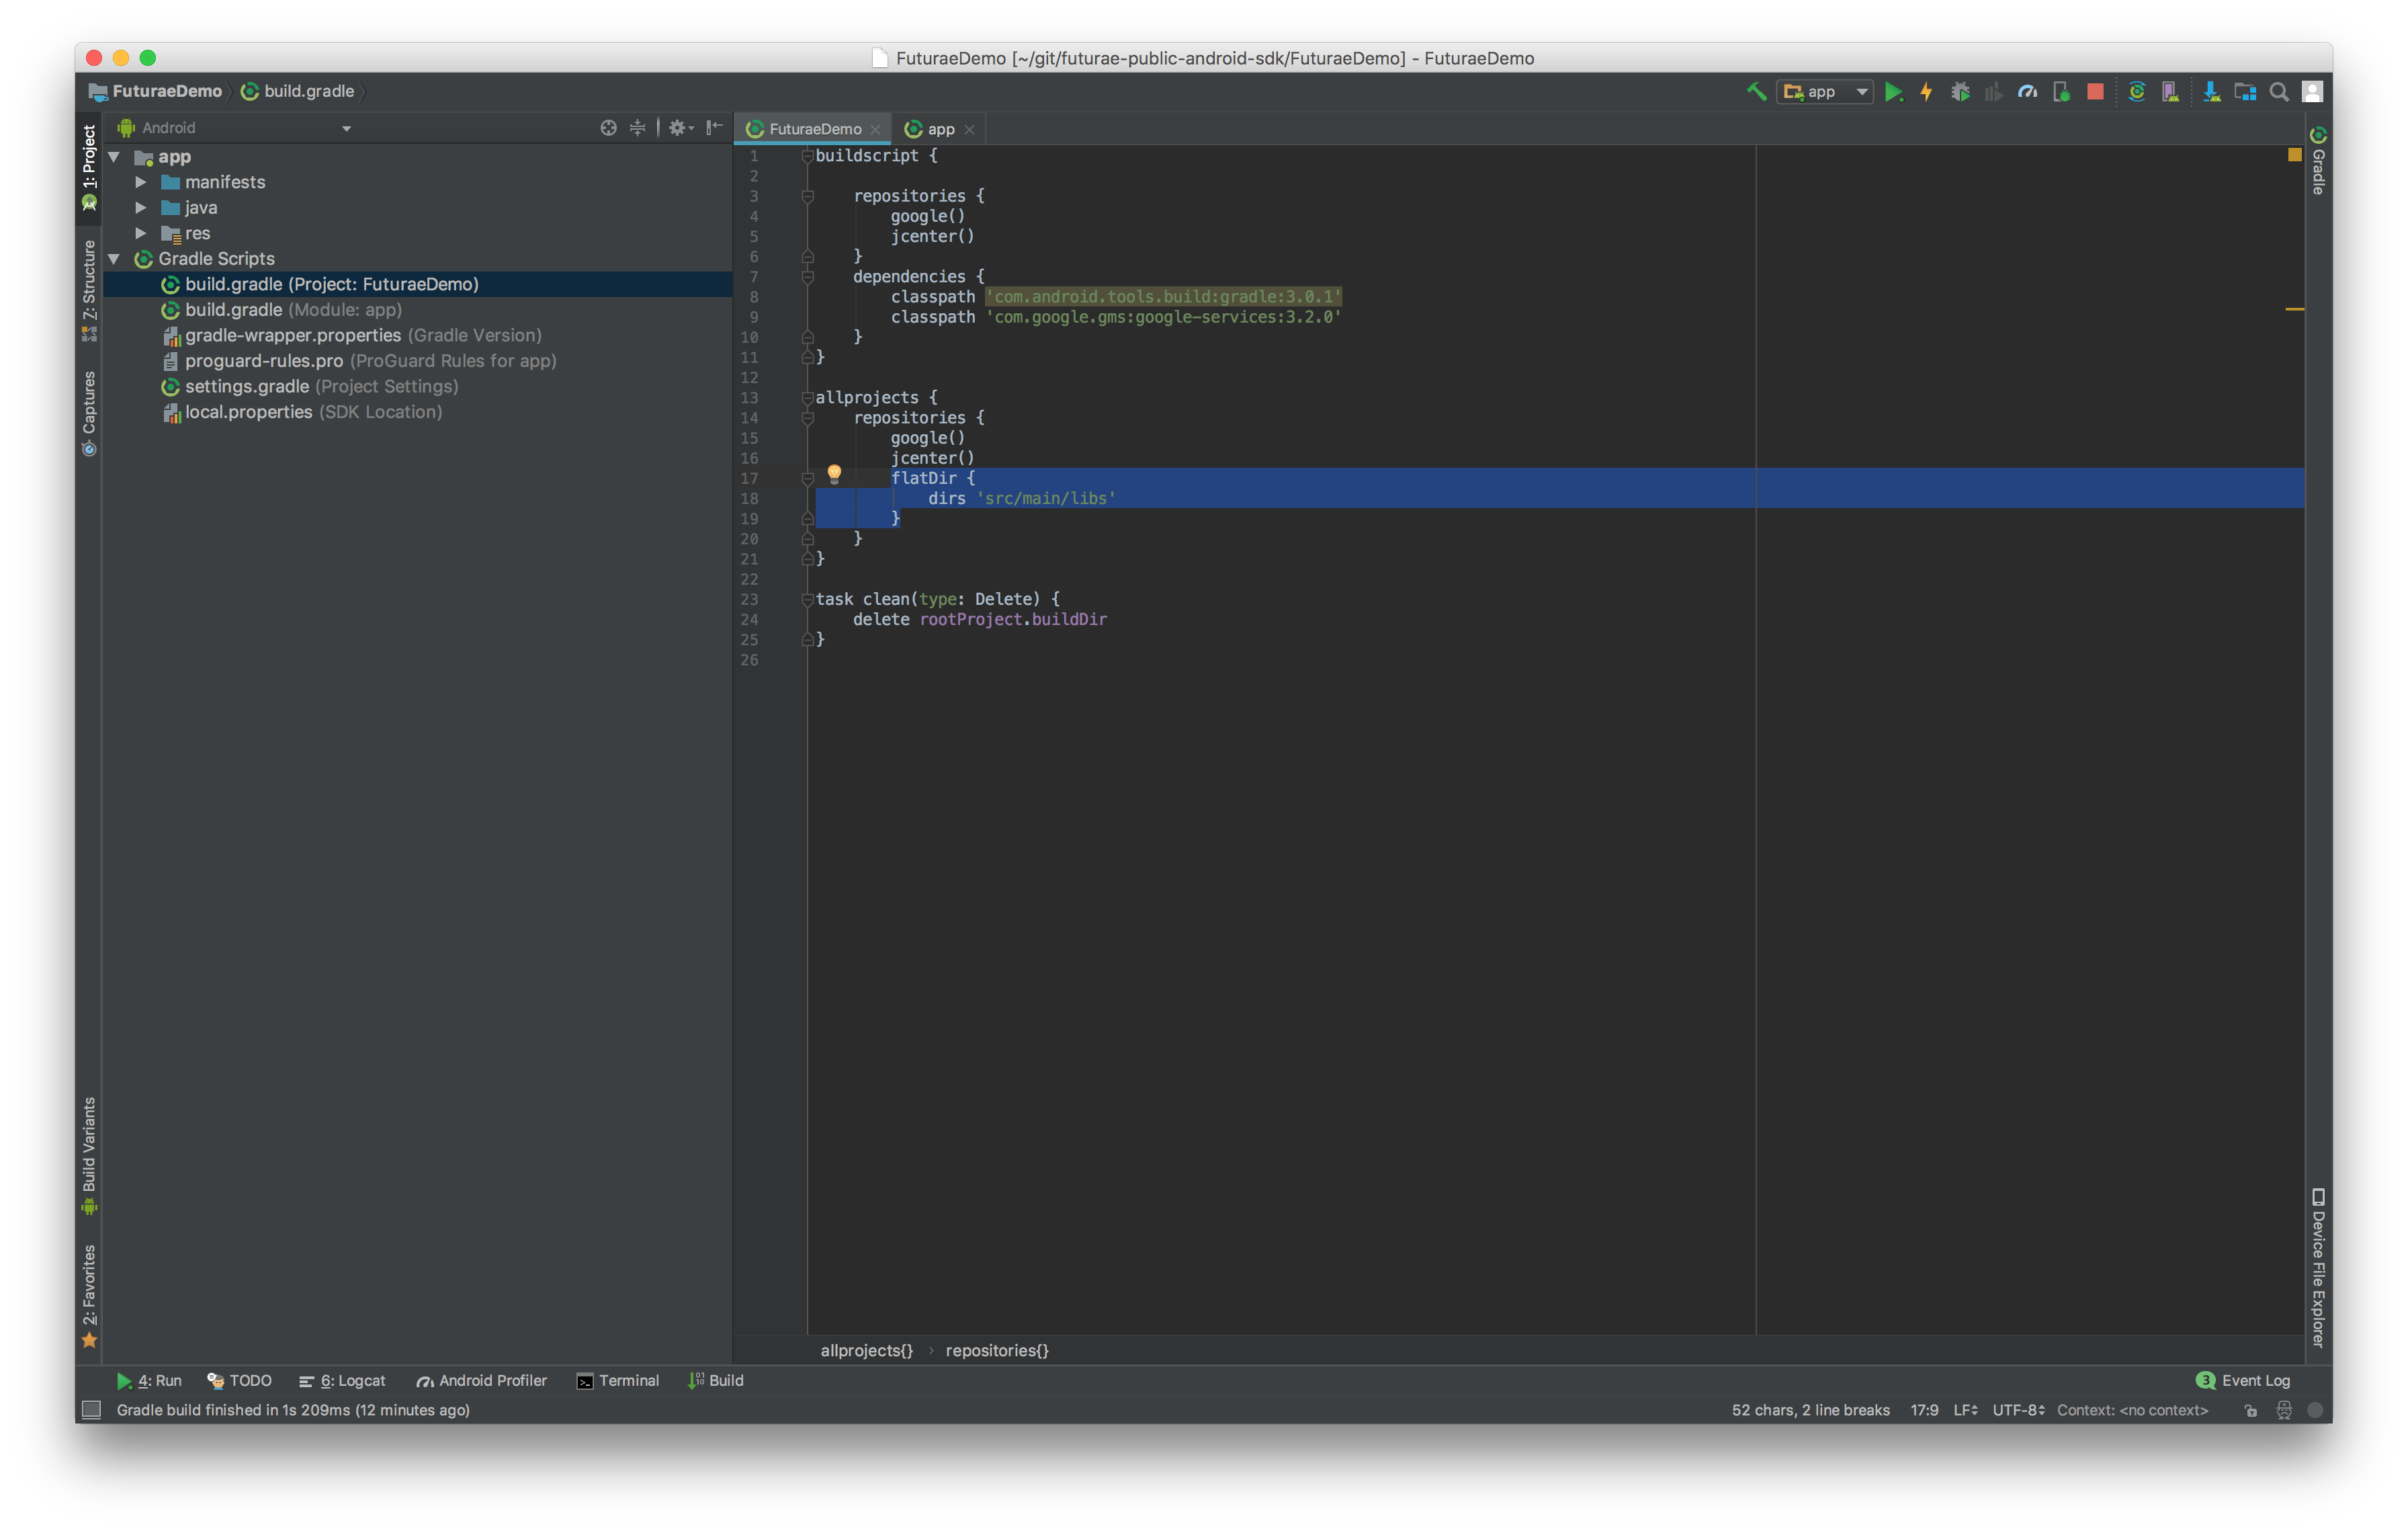 FuturaeDemo [~/git/futurae-public-android-sdk/FuturaeDemo] - FuturaeDemo
FuturaeDemo build.gradle app
Android
FuturaeDemo app
1: Project
7: Structure
Captures
Build Variants
2: Favorites
app
manifests
java
res
Gradle Scripts
build.gradle (Project: FuturaeDemo)
build.gradle (Module: app)
gradle-wrapper.properties (Gradle Version)
proguard-rules.pro (ProGuard Rules for app)
settings.gradle (Project Settings)
local.properties (SDK Location)
1 buildscript {
2
3 repositories {
4 google()
5 jcenter()
6 }
7 dependencies {
8 classpath 'com.android.tools.build:gradle:3.0.1'
9 classpath 'com.google.gms:google-services:3.2.0'
10 }
11 }
12
13 allprojects {
14 repositories {
15 google()
16 jcenter()
17 flatDir {
18 dirs 'src/main/libs'
19 }
20 }
21 }
22
23 task clean(type: Delete) {
24 delete rootProject.buildDir
25 }
26
Gradle
Device File Explorer
allprojects{} › repositories{}
4: Run TODO 6: Logcat Android Profiler Terminal Build 3 Event Log
Gradle build finished in 1s 209ms (12 minutes ago) 52 chars, 2 line breaks 17:9 LF UTF-8 Context: <no context>